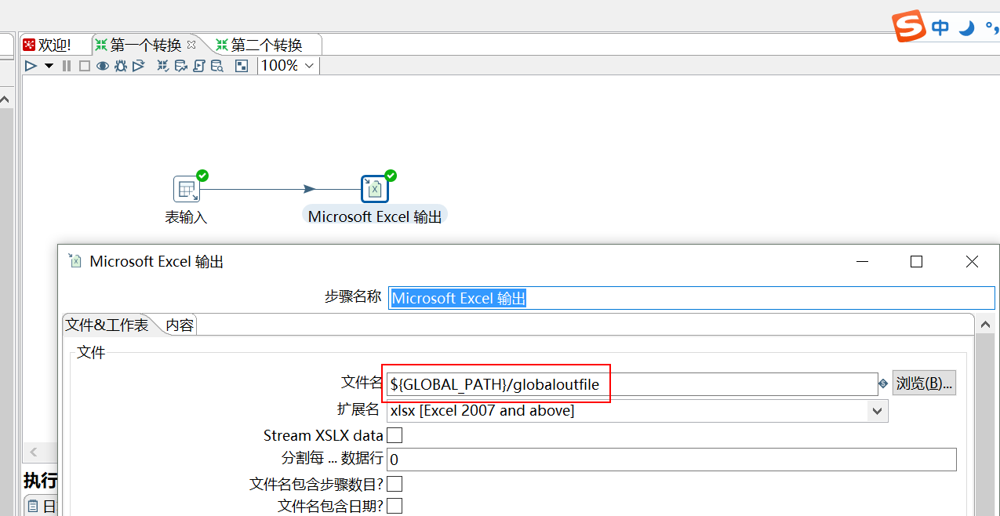 S 中
欢迎! 第一个转换 第二个转换
100%
表输入
Microsoft Excel 输出
Microsoft Excel 输出
步骤名称 Microsoft Excel 输出
文件&工作表 内容
文件
文件名 ${GLOBAL_PATH}/globaloutfile 浏览(B)...
扩展名 xlsx [Excel 2007 and above]
Stream XSLX data
分割每 ... 数据行 0
文件名包含步骤数目?
执行
文件名包含日期?
日